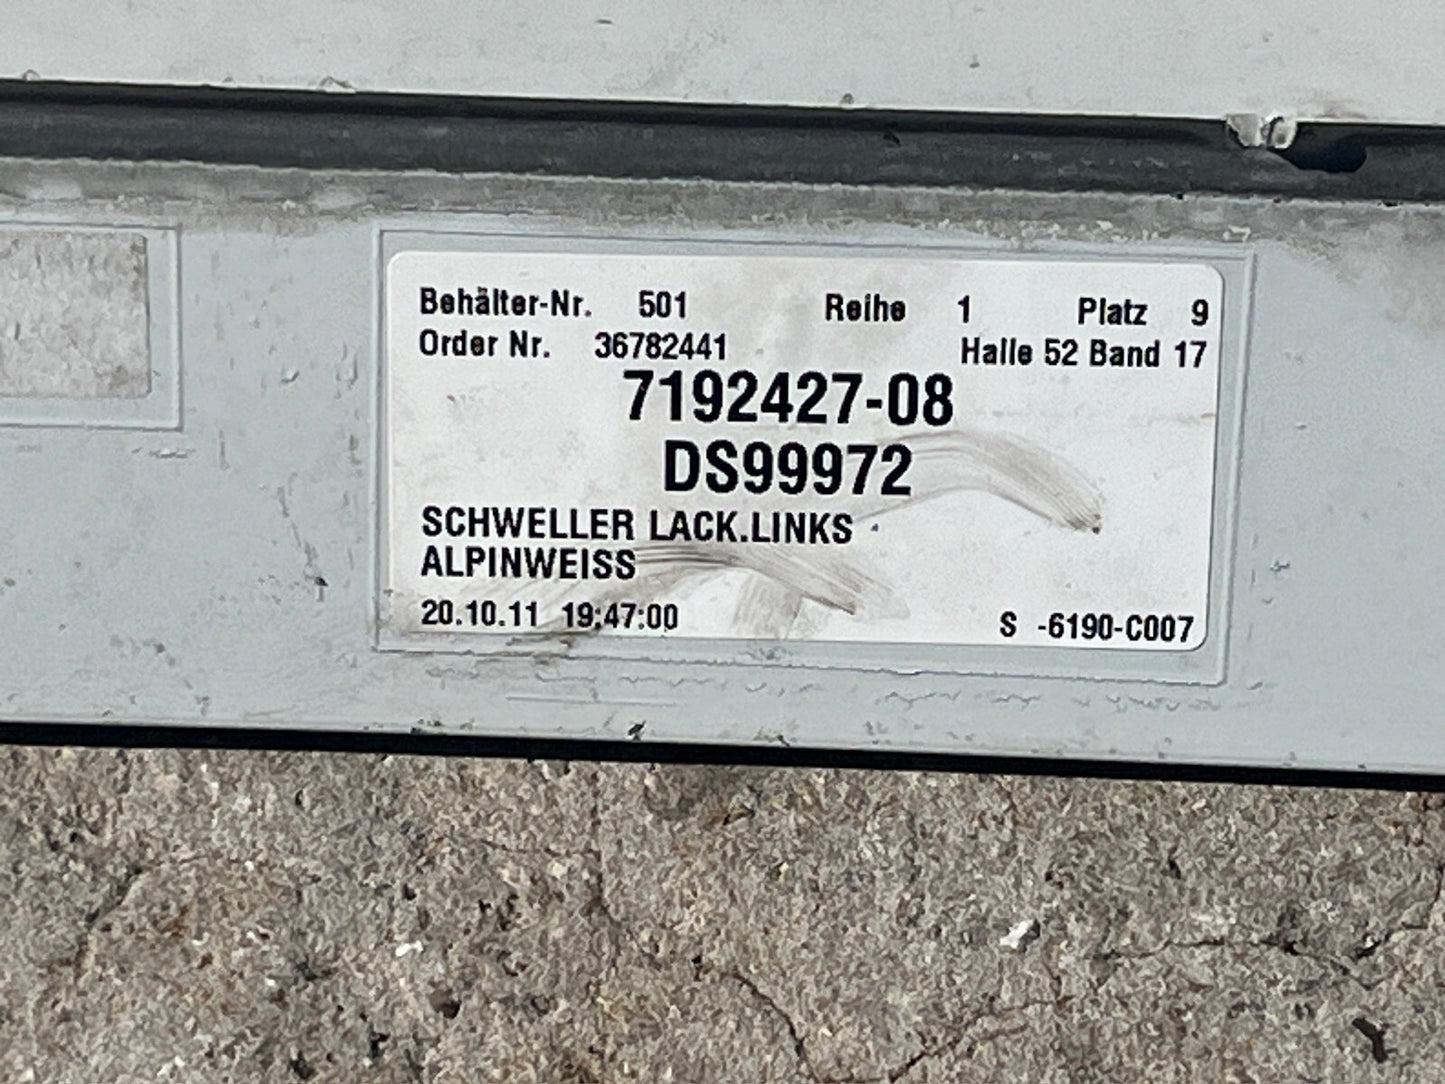 Behälter-Nr. 501 Reihe 1 Platz 9
Order Nr. 36782441 Halle 52 Band 17
7192427-08
DS99972
SCHWELLER LACK.LINKS
ALPINWEISS
20.10.11 19:47:00 S -6190-C007